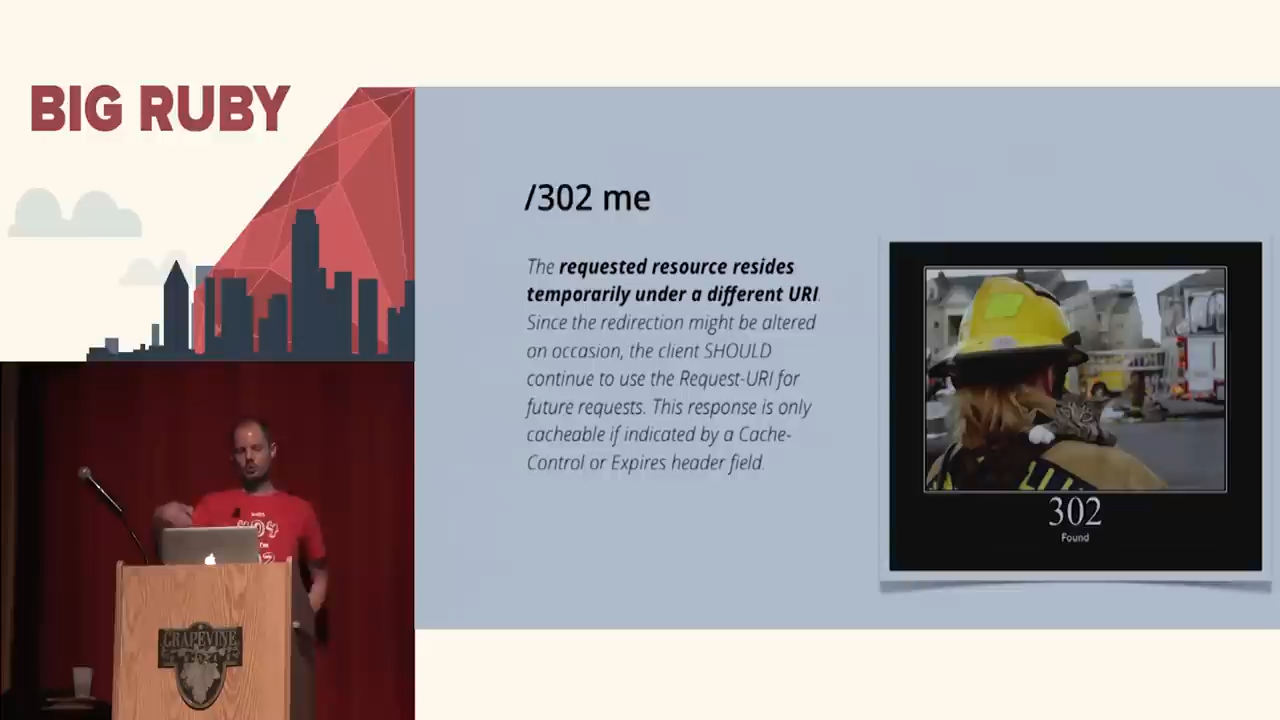 BIG RUBY
/302 me
The requested resource resides
temporarily under a different URI.
Since the redirection might be altered
on occasion, the client SHOULD
continue to use the Request-URI for
future requests. This response is only
cacheable if indicated by a Cache-
Control or Expires header field.
302
Found
404
GRAPEVINE